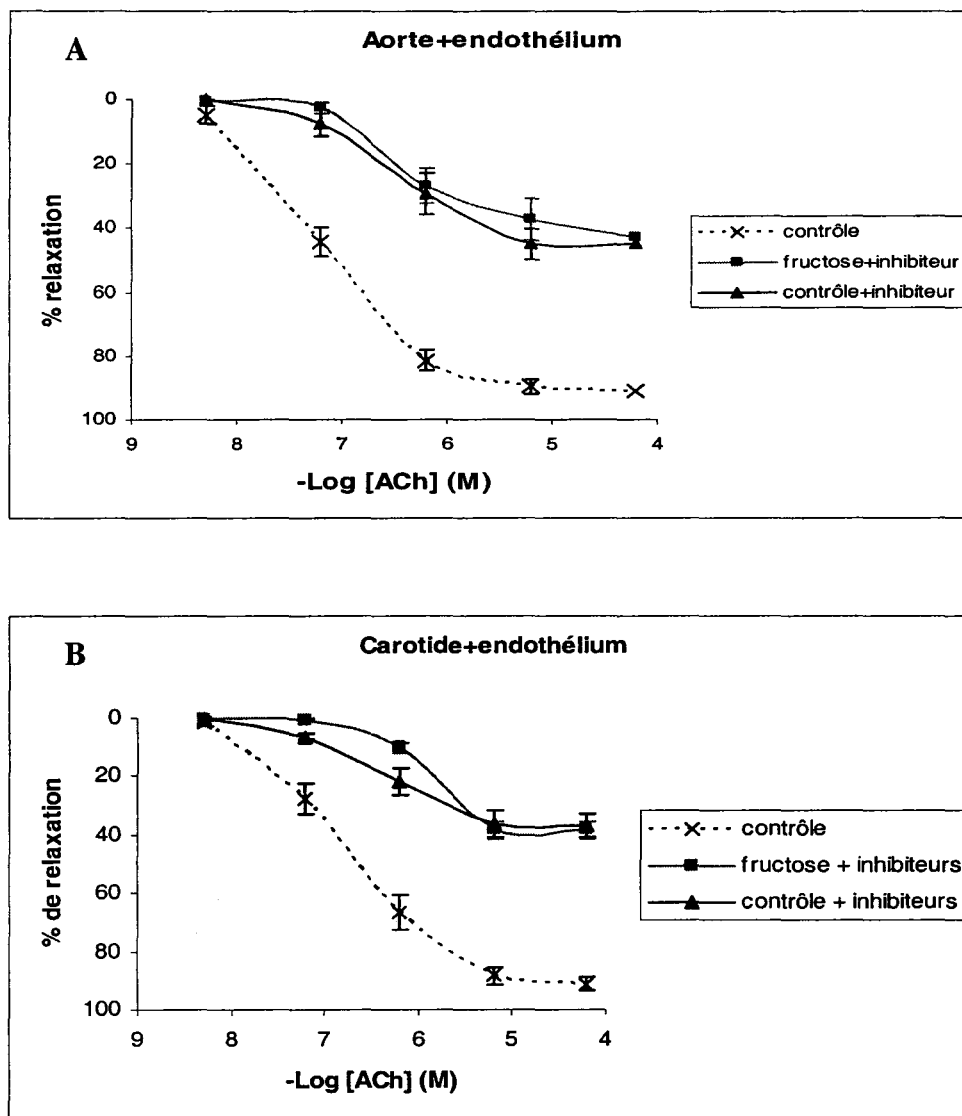 A
Aorte+endothélium
0
20
40
60
80
100
% relaxation
9 8 7 6 5 4
-Log [ACh] (M)
contrôle
fructose+inhibiteur
contrôle+inhibiteur
B
Carotide+endothélium
0
20
40
60
80
100
% de relaxation
9 8 7 6 5 4
-Log [ACh] (M)
contrôle
fructose + inhibiteurs
contrôle + inhibiteurs